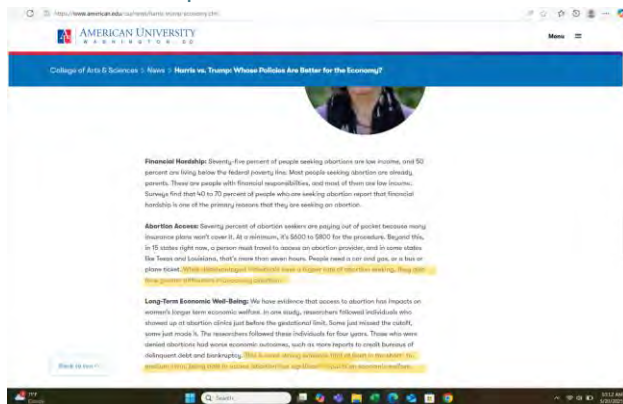 https://www.american.edu/cas/news/harris-trump-economy.cfm
AMERICAN UNIVERSITY
WASHINGTON, DC
Menu
College of Arts & Sciences > News > Harris vs. Trump: Whose Policies Are Better for the Economy?
Financial Hardship: Seventy-five percent of people seeking abortions are low income, and 50
percent are living below the federal poverty line. Most people seeking abortion are already
parents. These are people with financial responsibilities, and most of them are low income.
Surveys find that 40 to 70 percent of people who are seeking abortion report that financial
hardship is one of the primary reasons that they are seeking an abortion.
Abortion Access: Seventy percent of abortion seekers are paying out of pocket because many
insurance plans won't cover it. At a minimum, it's $600 to $800 for the procedure. Beyond this,
in 15 states right now, a person must travel to access an abortion provider, and in some states
like Texas and Louisiana, that's more than seven hours. People need a car and gas, or a bus or
plane ticket. While disadvantaged individuals have a higher rate of abortion seeking, they also
face greater difficulties in accessing abortion.
Long-Term Economic Well-Being: We have evidence that access to abortion has impacts on
women's longer term economic welfare. In one study, researchers followed individuals who
showed up at abortion clinics just before the gestational limit. Some just missed the cutoff,
some just made it. The researchers followed these individuals for four years. Those who were
denied abortions had worse economic outcomes, such as more reports to credit bureaus of
delinquent debt and bankruptcy. This is used strong evidence that at least in the short- to
medium-term, being able to access abortion has significant impacts on economic welfare.
Back to top
Search
10:12 AM